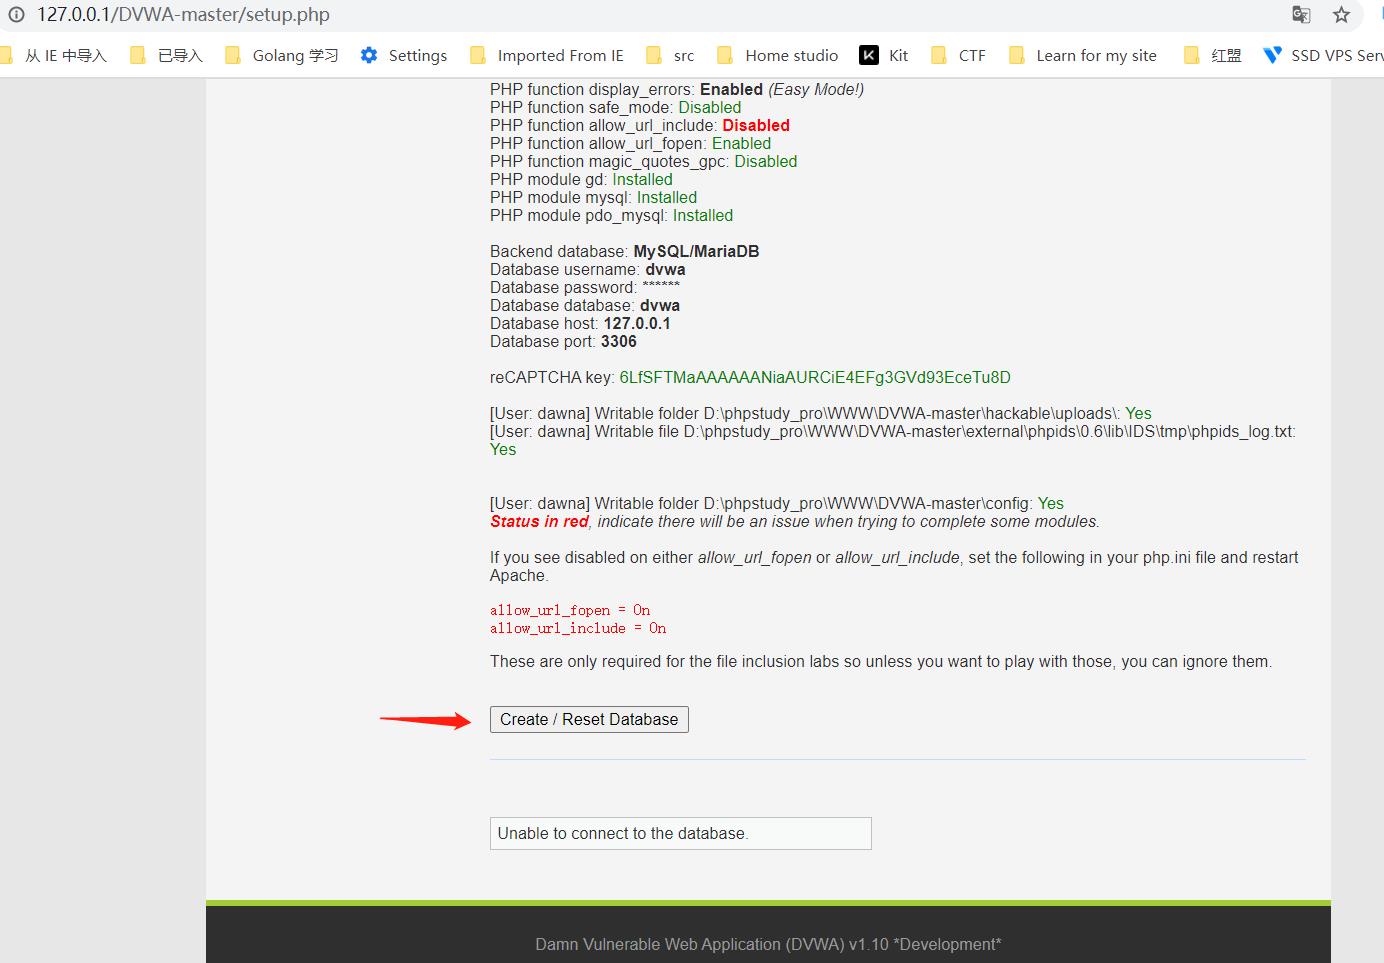 127.0.0.1/DVWA-master/setup.php
从 IE 中导入 已导入 Golang 学习 Settings Imported From IE src Home studio Kit CTF Learn for my site 红盟 SSD VPS Serv
PHP function display_errors: Enabled (Easy Mode!)
PHP function safe_mode: Disabled
PHP function allow_url_include: Disabled
PHP function allow_url_fopen: Enabled
PHP function magic_quotes_gpc: Disabled
PHP module gd: Installed
PHP module mysql: Installed
PHP module pdo_mysql: Installed
Backend database: MySQL/MariaDB
Database username: dvwa
Database password: ******
Database database: dvwa
Database host: 127.0.0.1
Database port: 3306
reCAPTCHA key: 6LfSFTMaAAAAAANiaAURCiE4EFg3GVd93EceTu8D
[User: dawna] Writable folder D:\phpstudy_pro\WWW\DVWA-master\hackable\uploads\: Yes
[User: dawna] Writable file D:\phpstudy_pro\WWW\DVWA-master\external\phpids\0.6\lib\IDS\tmp\phpids_log.txt:
Yes
[User: dawna] Writable folder D:\phpstudy_pro\WWW\DVWA-master\config: Yes
Status in red, indicate there will be an issue when trying to complete some modules.
If you see disabled on either allow_url_fopen or allow_url_include, set the following in your php.ini file and restart
Apache.
allow_url_fopen = On
allow_url_include = On
These are only required for the file inclusion labs so unless you want to play with those, you can ignore them.
Create / Reset Database
Unable to connect to the database.
Damn Vulnerable Web Application (DVWA) v1.10 *Development*